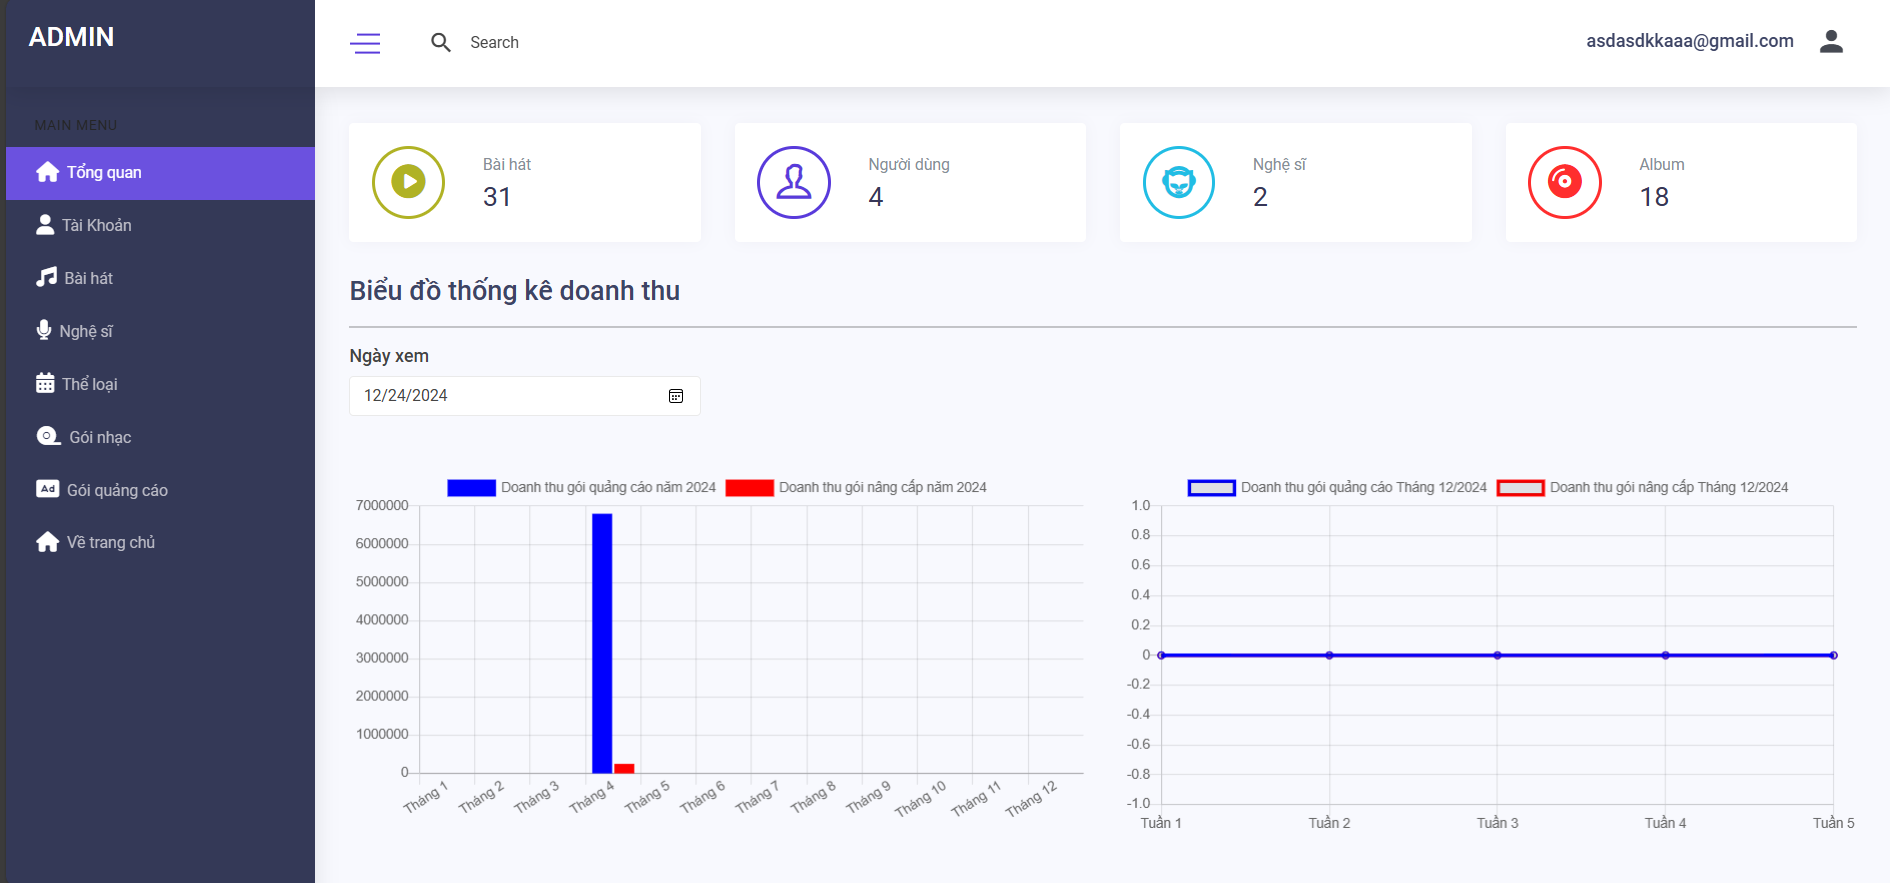 ADMIN
MAIN MENU
Tổng quan
Tài Khoản
Bài hát
Nghệ sĩ
Thể loại
Gói nhạc
Ad Gói quảng cáo
Về trang chủ
Search
asdasdkkaaa@gmail.com
Bài hát
31
Người dùng
4
Nghệ sĩ
2
Album
18
Biểu đồ thống kê doanh thu
Ngày xem
12/24/2024
Doanh thu gói quảng cáo năm 2024 Doanh thu gói nâng cấp năm 2024
7000000
6000000
5000000
4000000
3000000
2000000
1000000
0
Tháng 1 Tháng 2 Tháng 3 Tháng 4 Tháng 5 Tháng 6 Tháng 7 Tháng 8 Tháng 9 Tháng 10 Tháng 11 Tháng 12
Doanh thu gói quảng cáo Tháng 12/2024 Doanh thu gói nâng cấp Tháng 12/2024
1.0
0.8
0.6
0.4
0.2
0
-0.2
-0.4
-0.6
-0.8
-1.0
Tuần 1 Tuần 2 Tuần 3 Tuần 4 Tuần 5